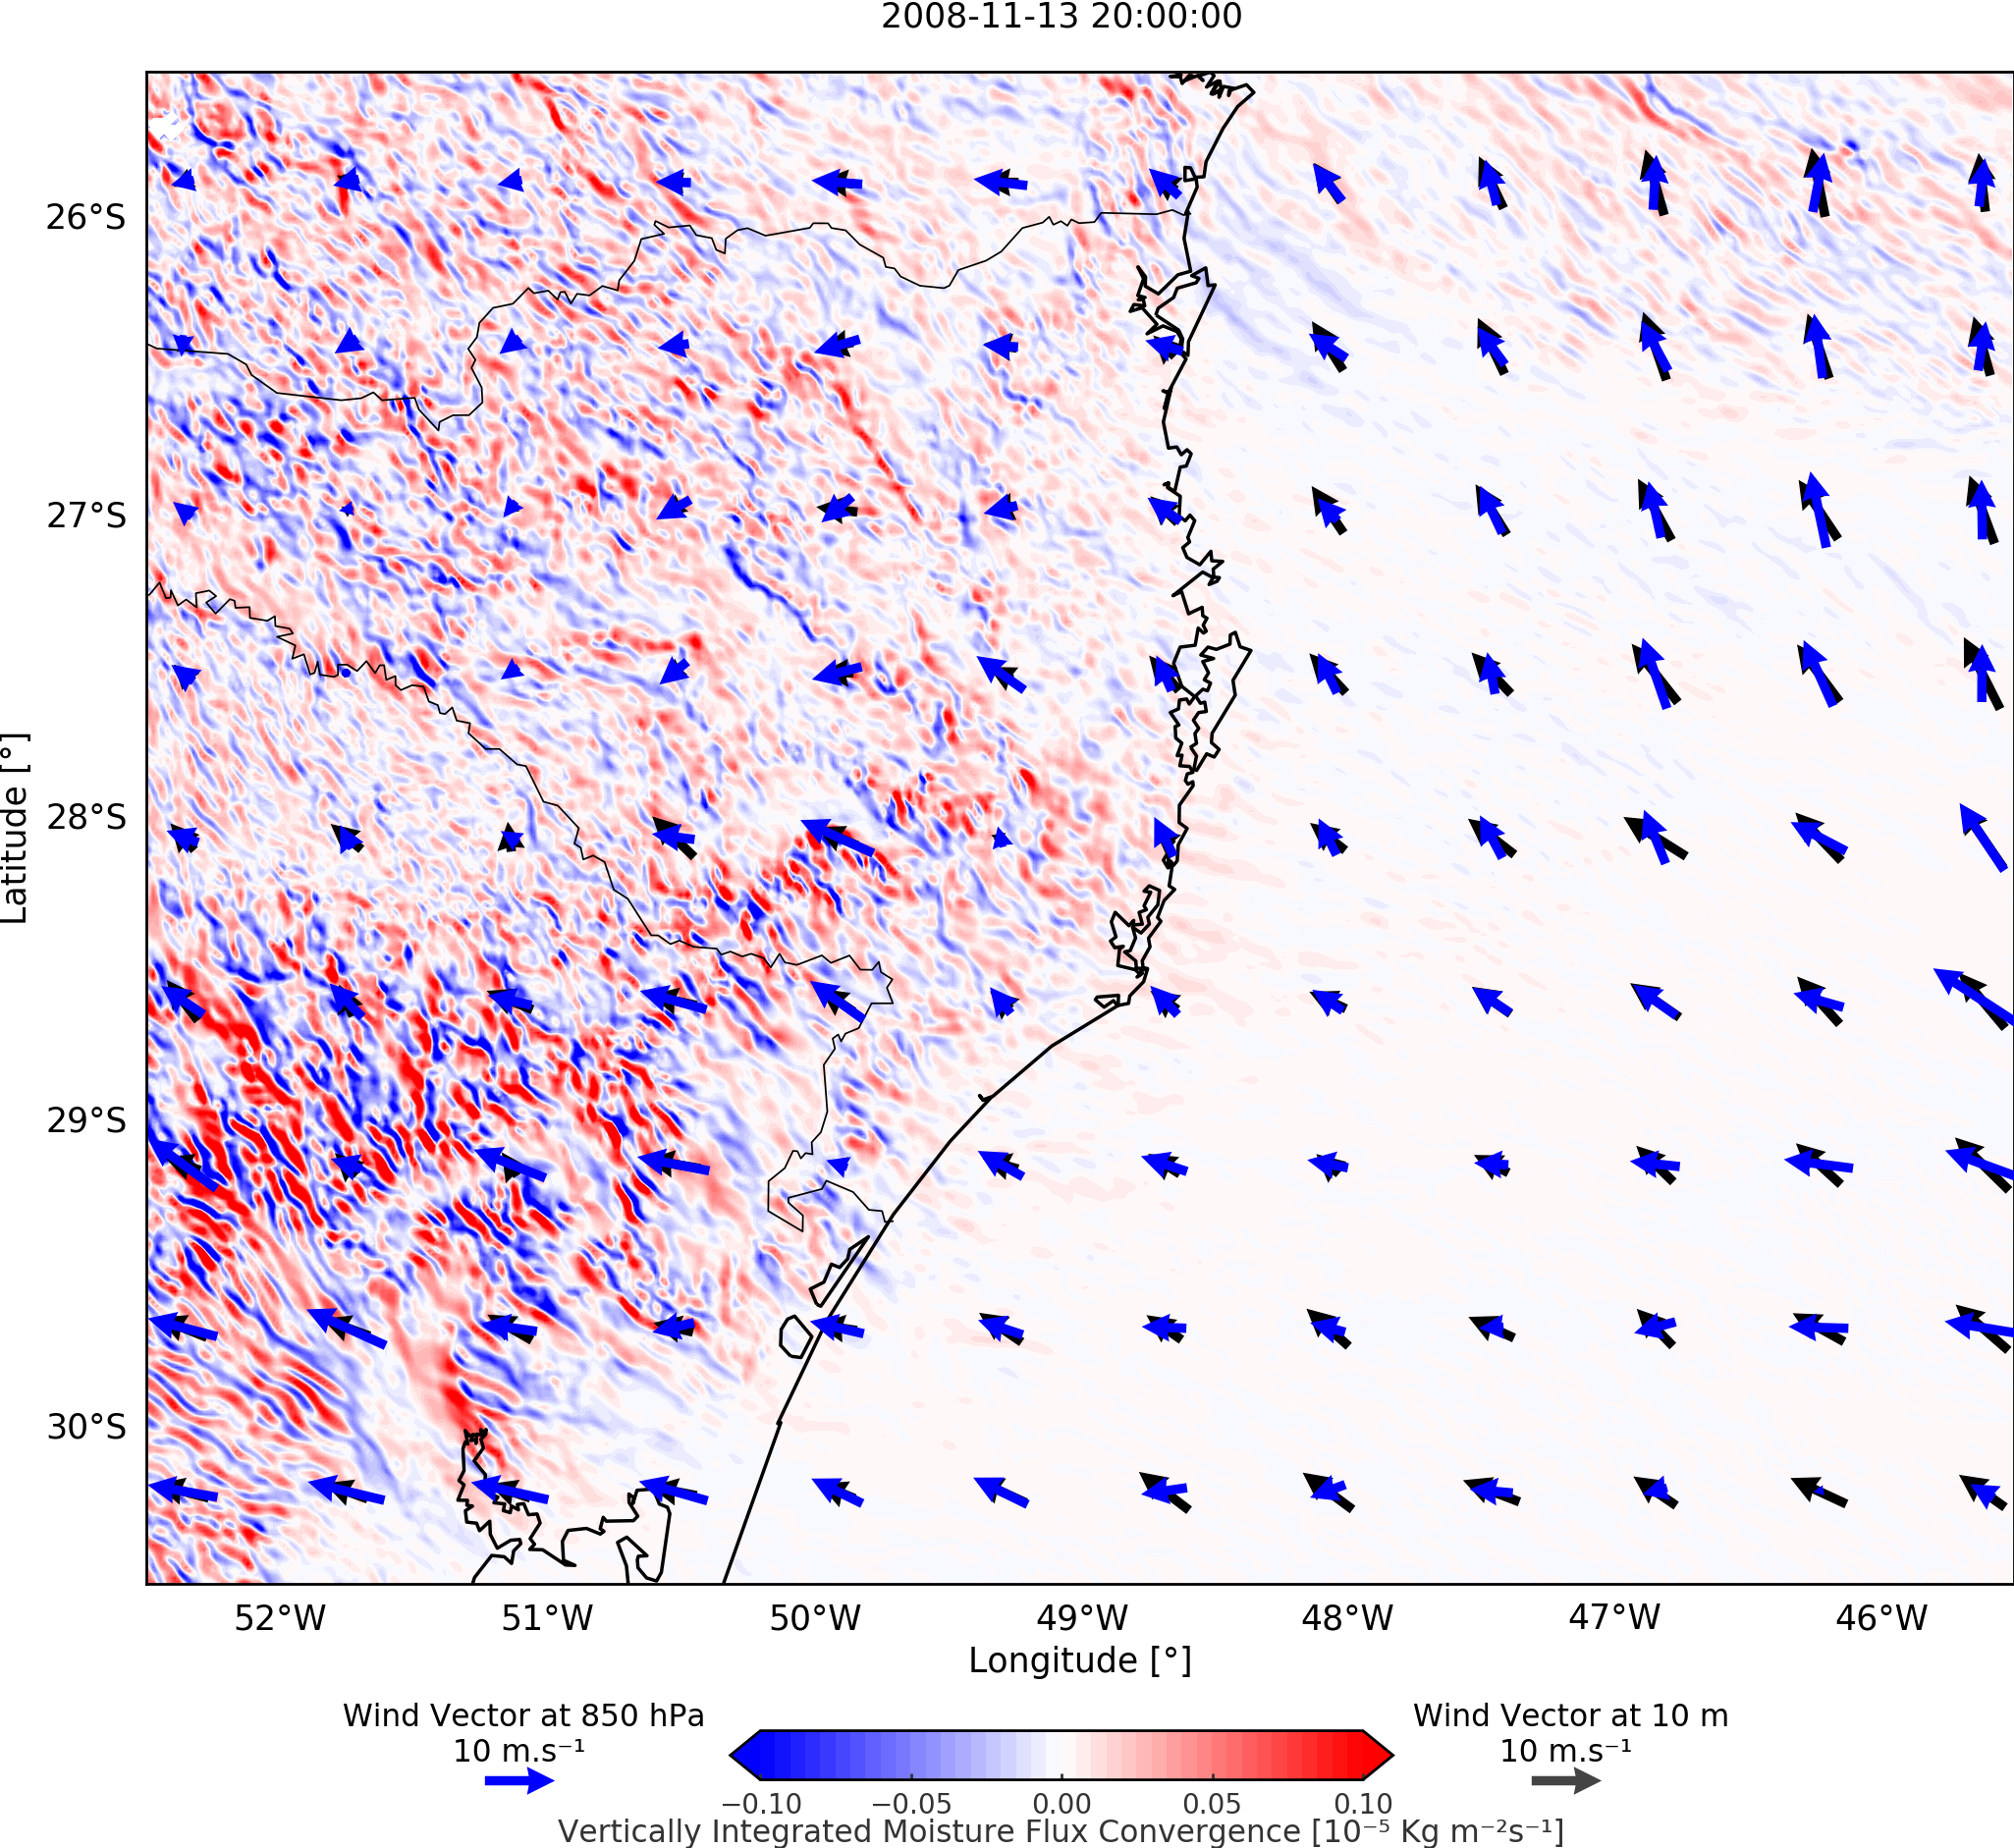 2008-11-13 20:00:00
26°S
27°S
28°S
29°S
30°S
Latitude [°]
52°W 51°W 50°W 49°W 48°W 47°W 46°W
Longitude [°]
Wind Vector at 850 hPa
10 m.s⁻¹
Wind Vector at 10 m
10 m.s⁻¹
−0.10 −0.05 0.00 0.05 0.10
Vertically Integrated Moisture Flux Convergence [10⁻⁵ Kg m⁻²s⁻¹]